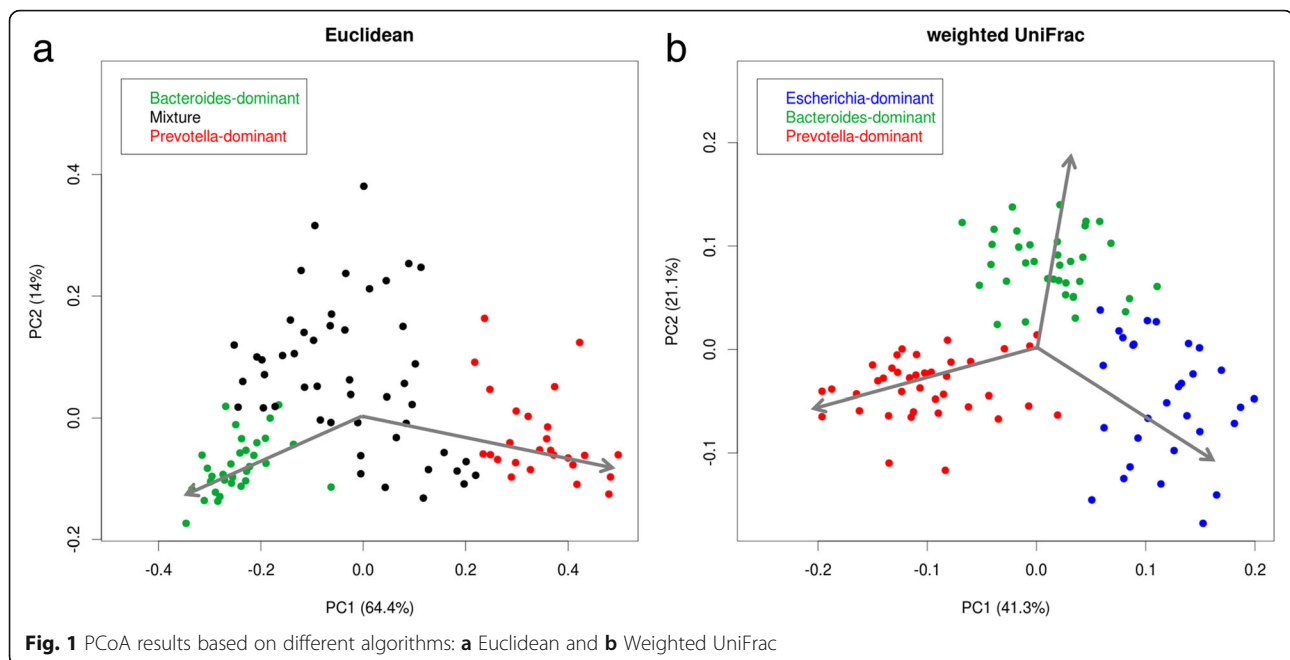 a
Euclidean
Bacteroides-dominant
Mixture
Prevotella-dominant
PC2 (14%)
0.4
0.2
0.0
-0.2
-0.4
-0.2
0.0
0.2
0.4
PC1 (64.4%)
b
weighted UniFrac
Escherichia-dominant
Bacteroides-dominant
Prevotella-dominant
PC2 (21.1%)
0.2
0.1
0.0
-0.1
-0.2
-0.1
0.0
0.1
0.2
PC1 (41.3%)
Fig. 1 PCoA results based on different algorithms: a Euclidean and b Weighted UniFrac